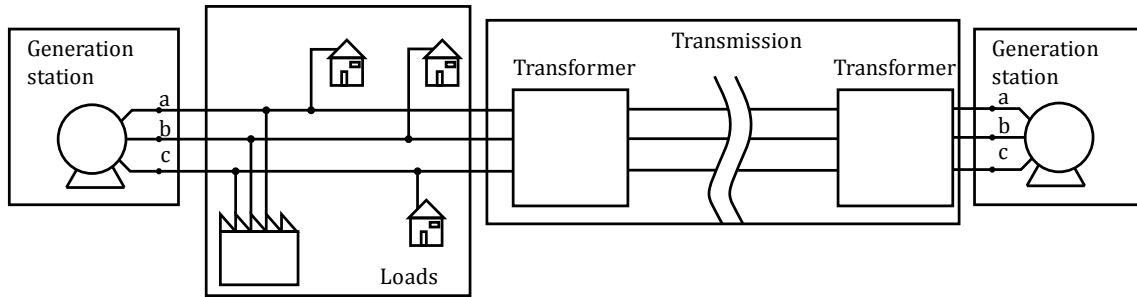 Generation
station
a
b
c
Loads
Transmission
Transformer
Transformer
Generation
station
a
b
c